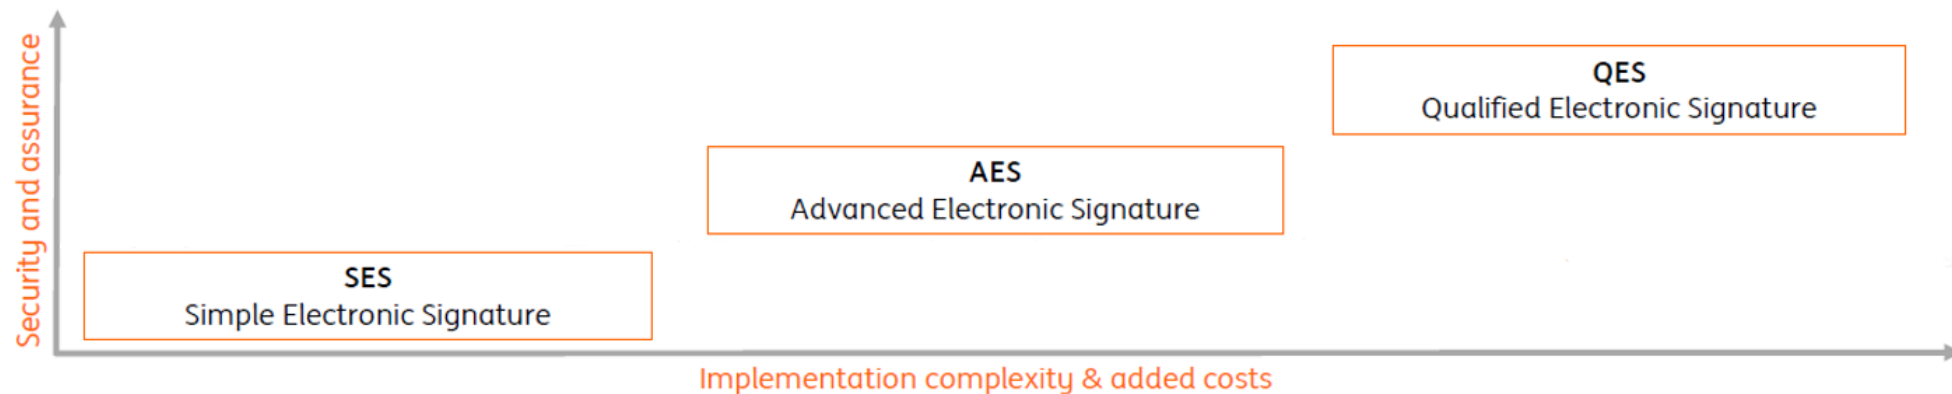 Security and assurance
QES
Qualified Electronic Signature
AES
Advanced Electronic Signature
SES
Simple Electronic Signature
Implementation complexity & added costs